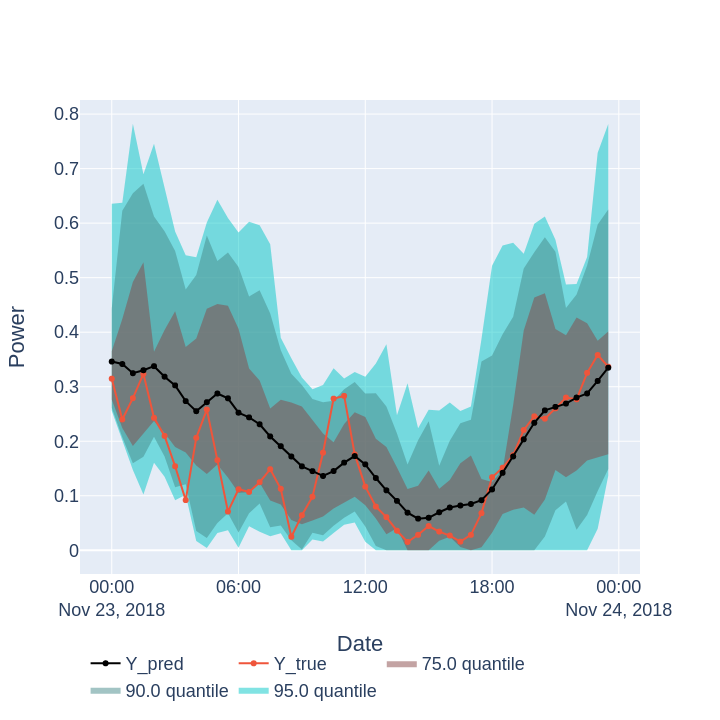 0.8
0.7
0.6
0.5
0.4
0.3
0.2
0.1
0
Power
00:00 06:00 12:00 18:00 00:00
Nov 23, 2018 Nov 24, 2018
Date
Y_pred Y_true 75.0 quantile
90.0 quantile 95.0 quantile